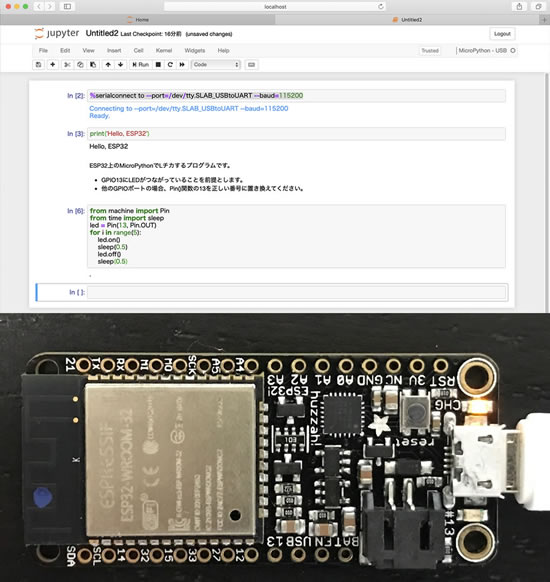 localhost
Home
Untitled2
jupyter Untitled2 Last Checkpoint: 16分前 (unsaved changes)
Logout
File Edit View Insert Cell Kernel Widgets Help
Trusted
MicroPython - USB
Run
Code
In [2]: %serialconnect to --port=/dev/tty.SLAB_USBtoUART --baud=115200
Connecting to --port=/dev/tty.SLAB_USBtoUART --baud=115200
Ready.
In [3]: print('Hello, ESP32')
Hello, ESP32
ESP32上のMicroPythonでLチカするプログラムです。
• GPIO13にLEDがつながっていることを前提とします。
• 他のGPIOポートの場合、Pin()関数の13を正しい番号に置き換えてください。
In [6]: from machine import Pin
from time import sleep
led = Pin(13, Pin.OUT)
for i in range(5):
led.on()
sleep(0.5)
led.off()
sleep(0.5)
.
In [ ]:
21 TX RX MI MO SCK A5 A4 A3 A2 A1 A0 GND NC 3V RST
ESP32
huzzah!
CHG
reset
ESPRESSIF
ESP32-WROOM-32
WiFi
CE
#13
SDA SCL 14 32 15 33 27 12 13 USB EN BAT